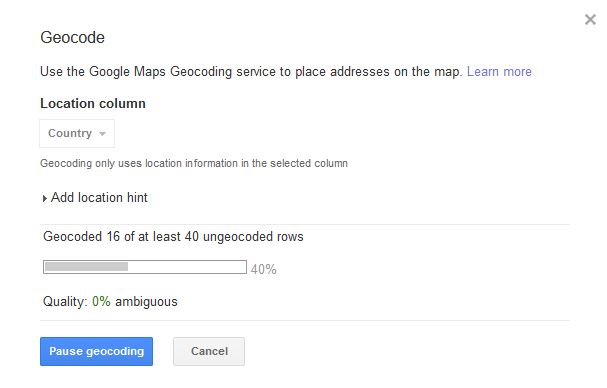 Geocode
Use the Google Maps Geocoding service to place addresses on the map. Learn more
Location column
Country
Geocoding only uses location information in the selected column
Add location hint
Geocoded 16 of at least 40 ungeocoded rows
40%
Quality: 0% ambiguous
Pause geocoding Cancel